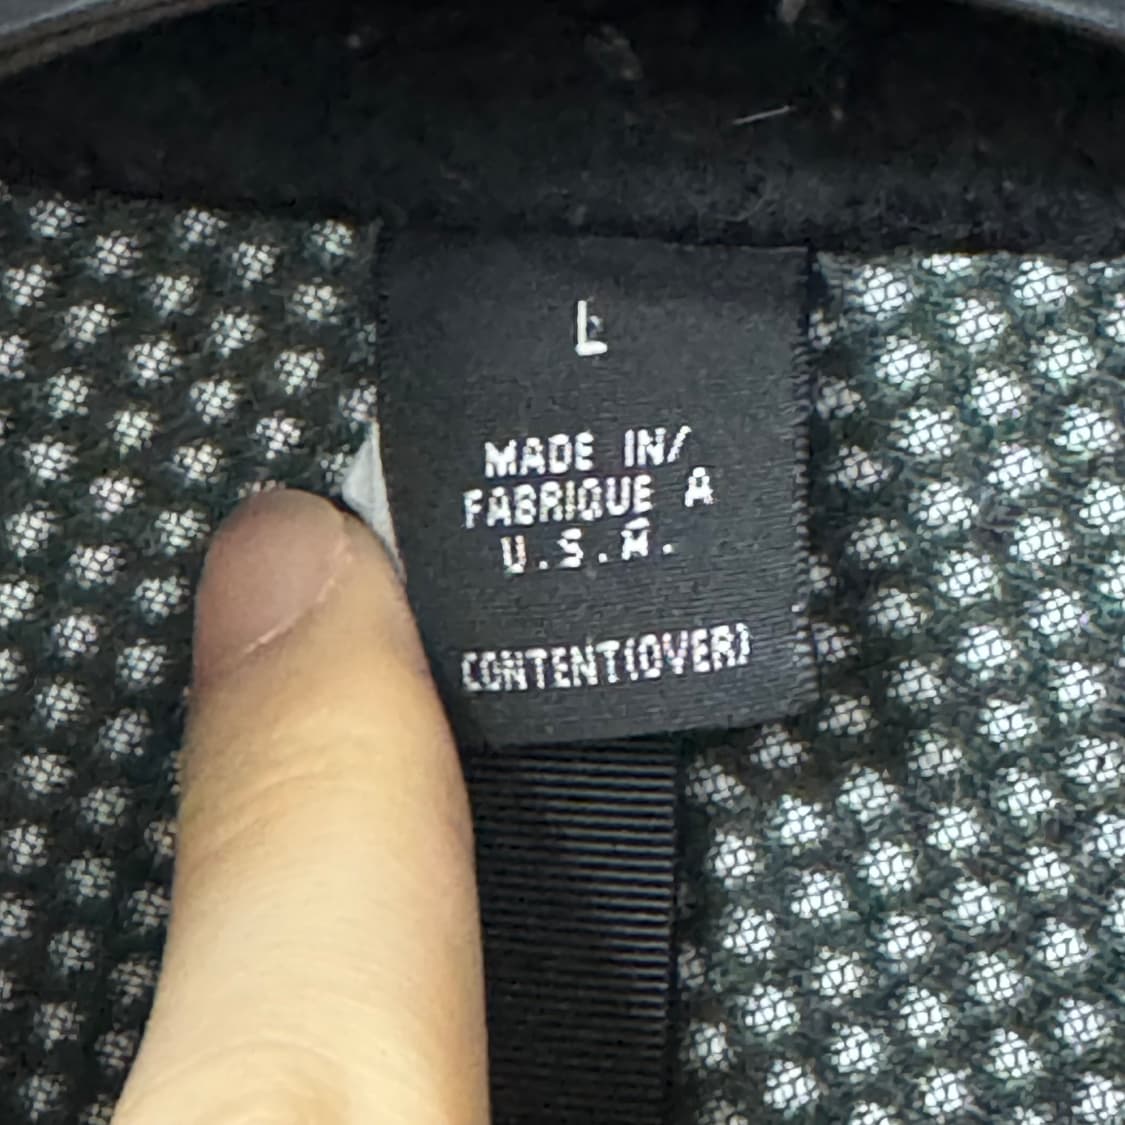 L
MADE IN/
FABRIQUE A
U.S.A.
CONTENT(OVER)